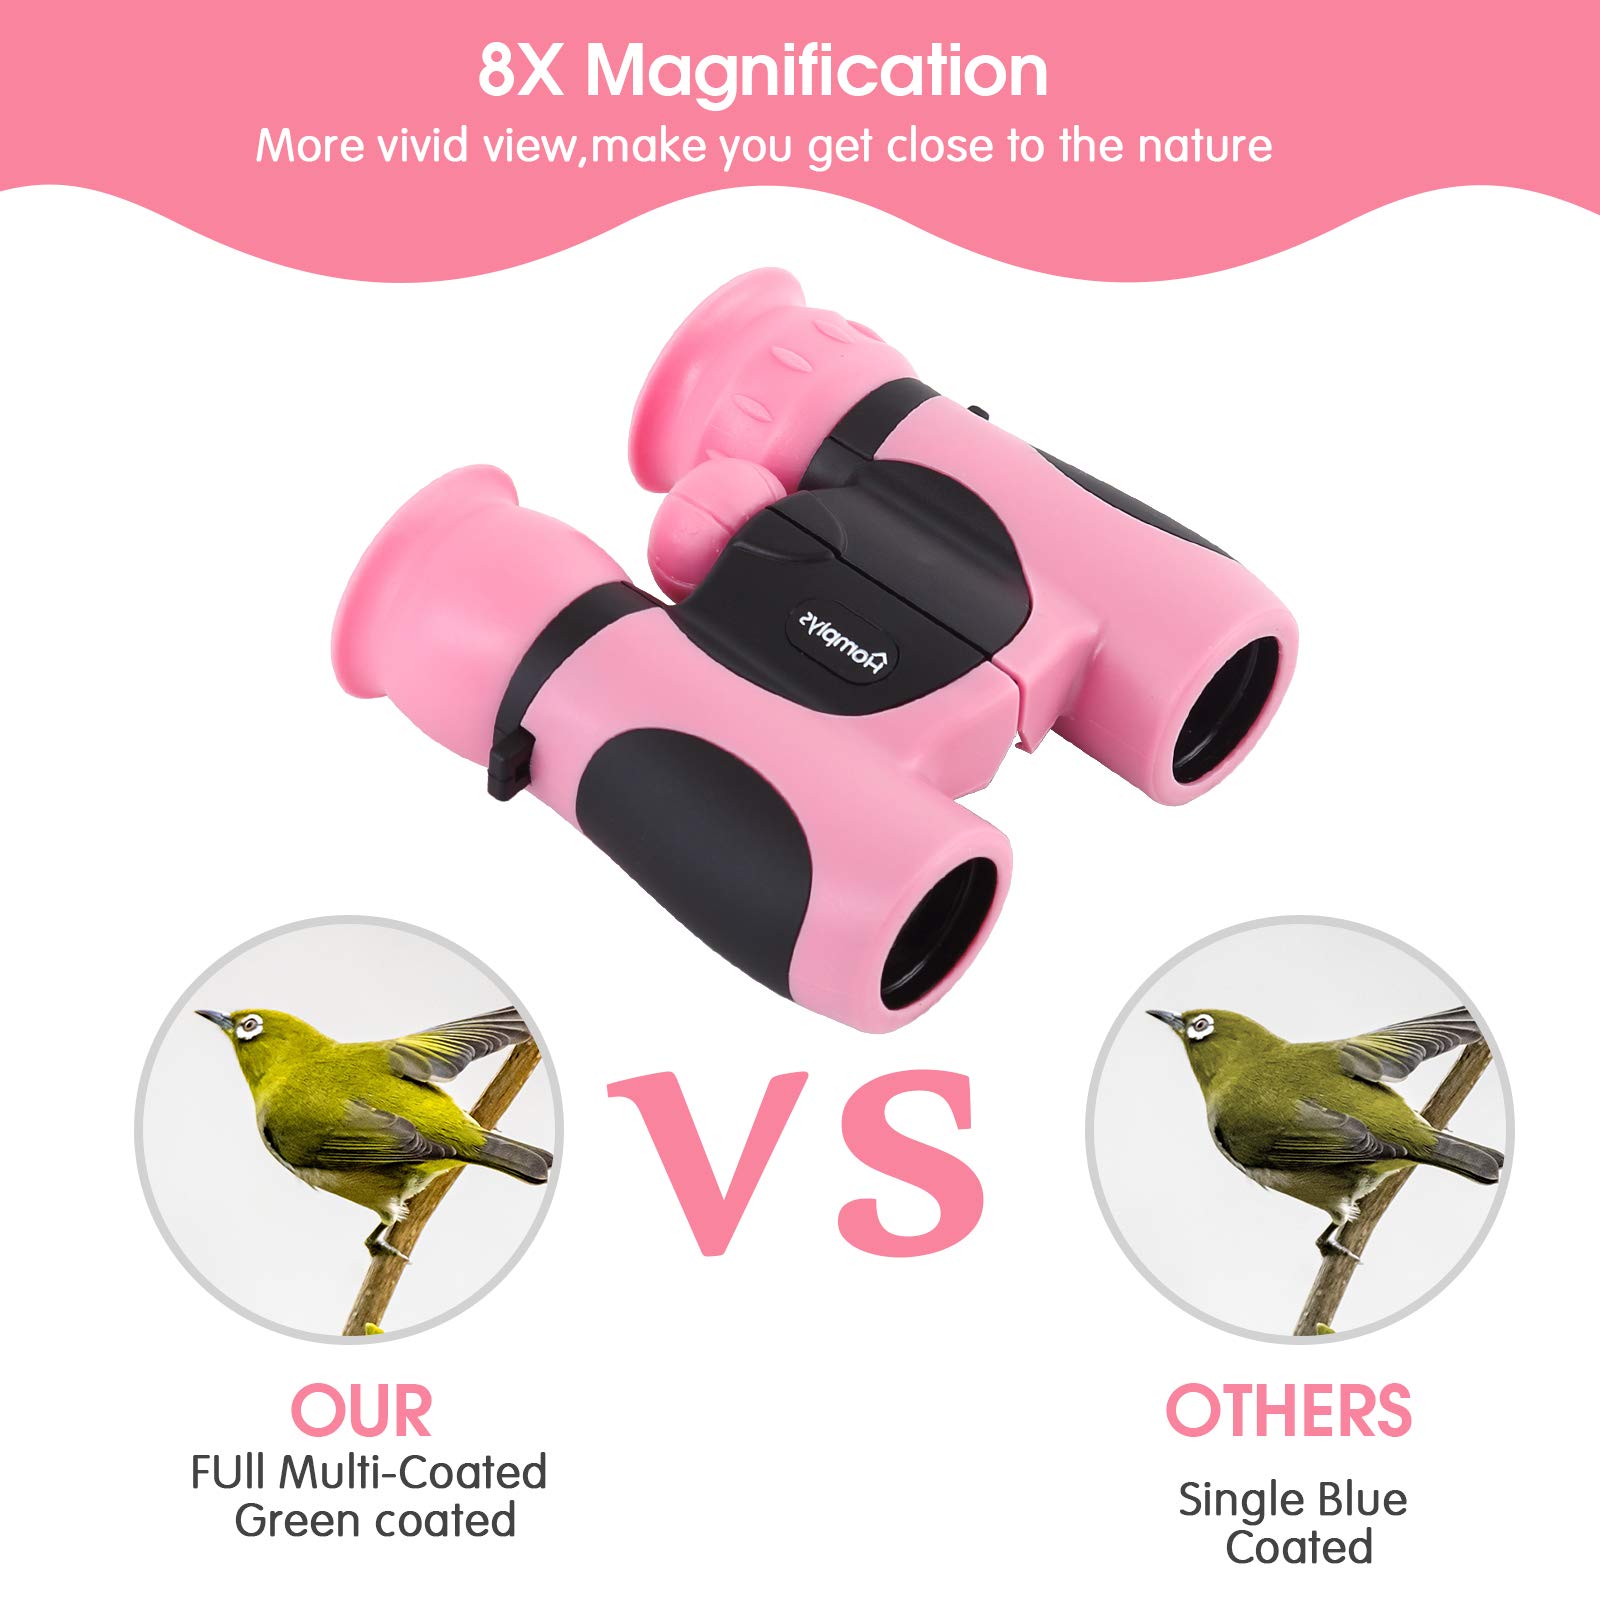 8X Magnification
More vivid view,make you get close to the nature
Homplys
VS
OUR
FUll Multi-Coated
Green coated
OTHERS
Single Blue
Coated